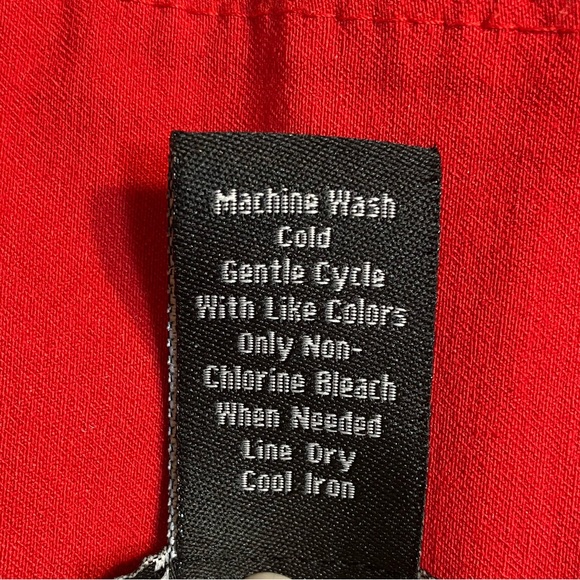 Machine Wash
Cold
Gentle Cycle
With Like Colors
Only Non-
Chlorine Bleach
When Needed
Line Dry
Cool Iron